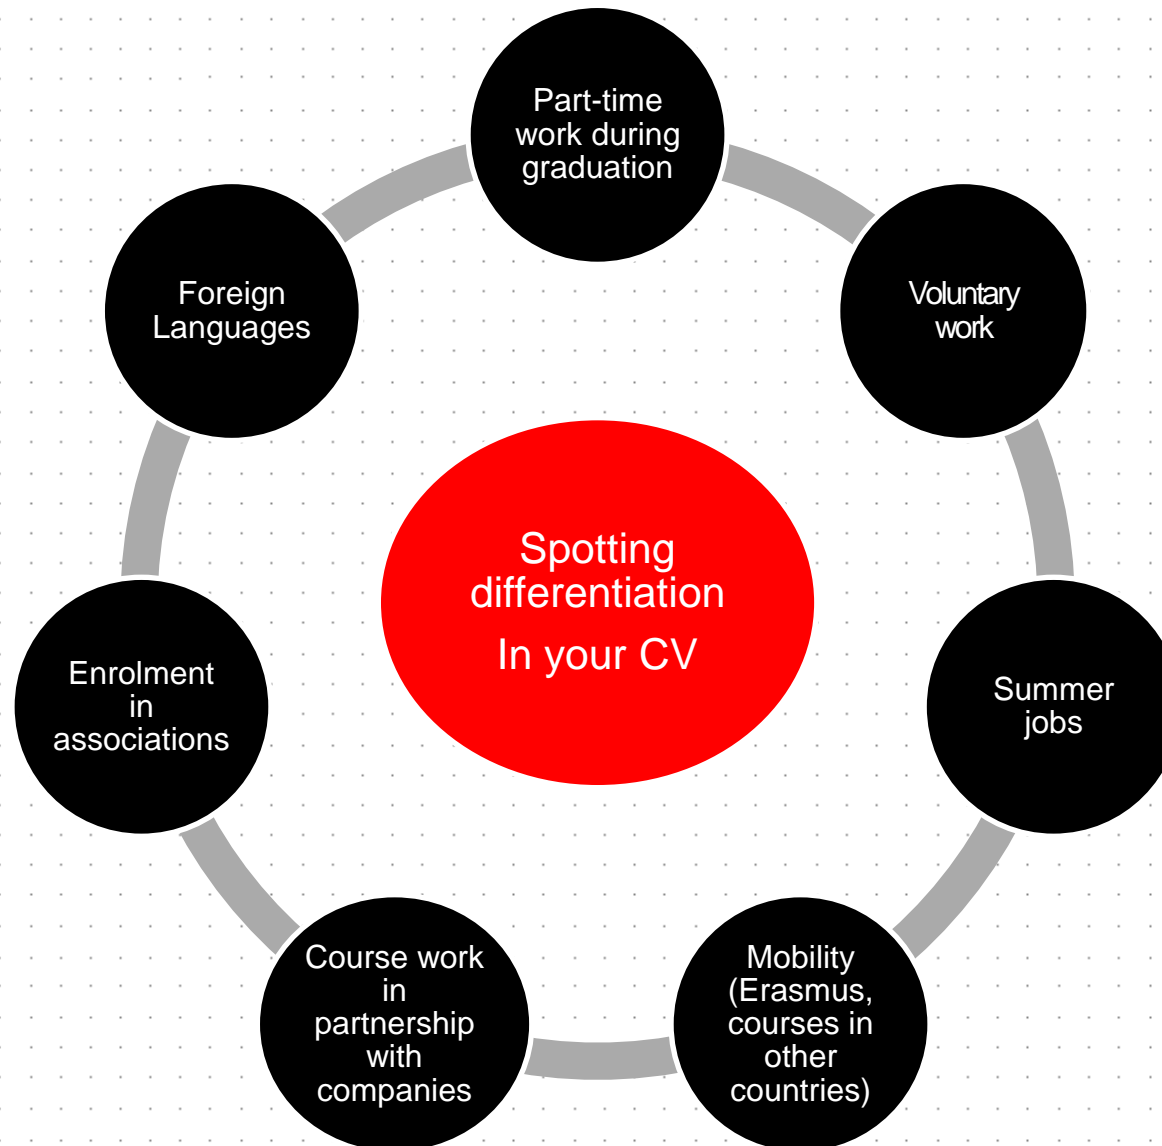 Part-time
work during
graduation
Voluntary
work
Summer
jobs
Mobility
(Erasmus,
courses in
other
countries)
Course work
in
partnership
with
companies
Enrolment
in
associations
Foreign
Languages
Spotting
differentiation
In your CV